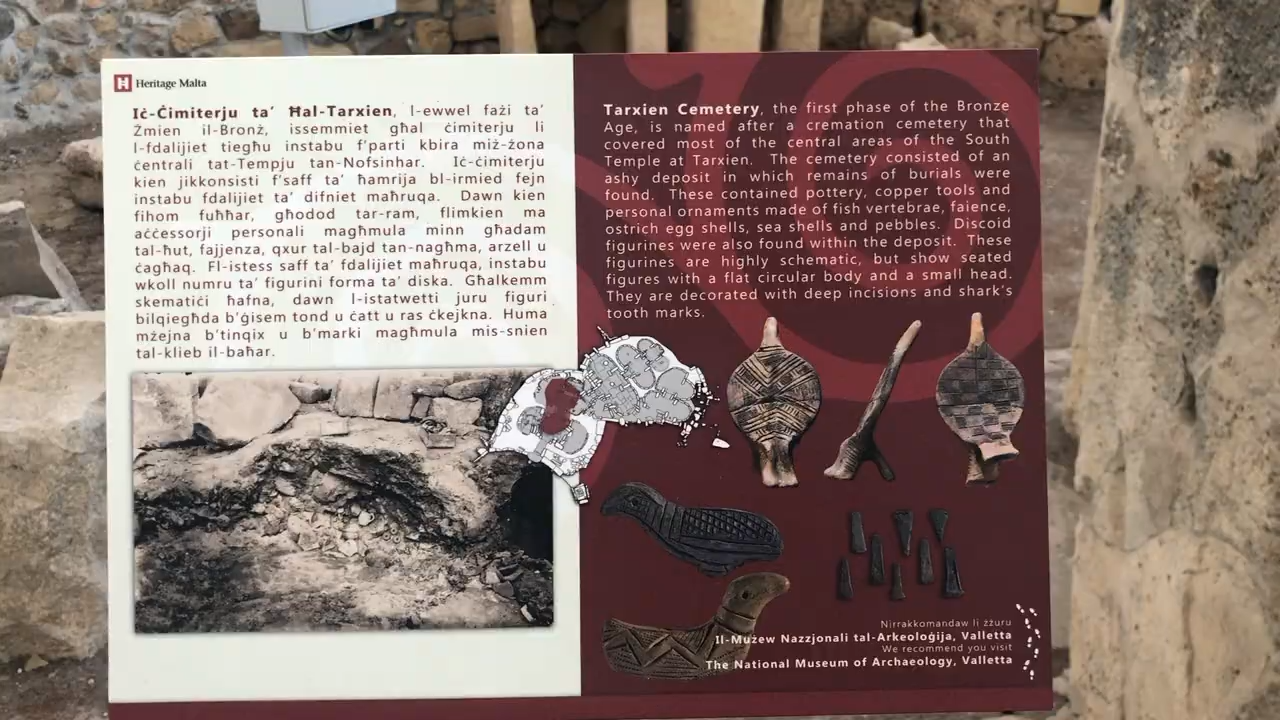 Heritage Malta
Iċ-Ċimiterju ta’ Ħal-Tarxien, l-ewwel fażi ta’
Żmien il-Bronż, issemmiet għal ċimiterju li
l-fdalijiet tiegħu instabu f’parti kbira miż-żona
ċentrali tat-Tempju tan-Nofsinhar. Iċ-ċimiterju
kien jikkonsisti f’saff ta’ ħamrija bl-irmied fejn
instabu fdalijiet ta’ difniet maħruqa. Dawn kien
fihom fuħħar, għodod tar-ram, flimkien ma
aċċessorji personali magħmula minn għadam
tal-ħut, fajjenza, qxur tal-bajd tan-nagħma, arzell u
ċagħaq. Fl-istess saff ta’ fdalijiet maħruqa, instabu
wkoll numru ta’ figurini forma ta’ diska. Għalkemm
skematiċi ħafna, dawn l-istatwetti juru figuri
bilqiegħda b’ġisem tond u ċatt u ras ċkejkna. Huma
mżejna b’tinqix u b’marki magħmula mis-snien
tal-klieb il-baħar.
Tarxien Cemetery, the first phase of the Bronze
Age, is named after a cremation cemetery that
covered most of the central areas of the South
Temple at Tarxien. The cemetery consisted of an
ashy deposit in which remains of burials were
found. These contained pottery, copper tools and
personal ornaments made of fish vertebrae, faience,
ostrich egg shells, sea shells and pebbles. Discoid
figurines were also found within the deposit. These
figurines are highly schematic, but show seated
figures with a flat circular body and a small head.
They are decorated with deep incisions and shark’s
tooth marks.
Nirrakkomandaw li żżuru
Il-Mużew Nazzjonali tal-Arkeoloġija, Valletta
We recommend you visit
The National Museum of Archaeology, Valletta